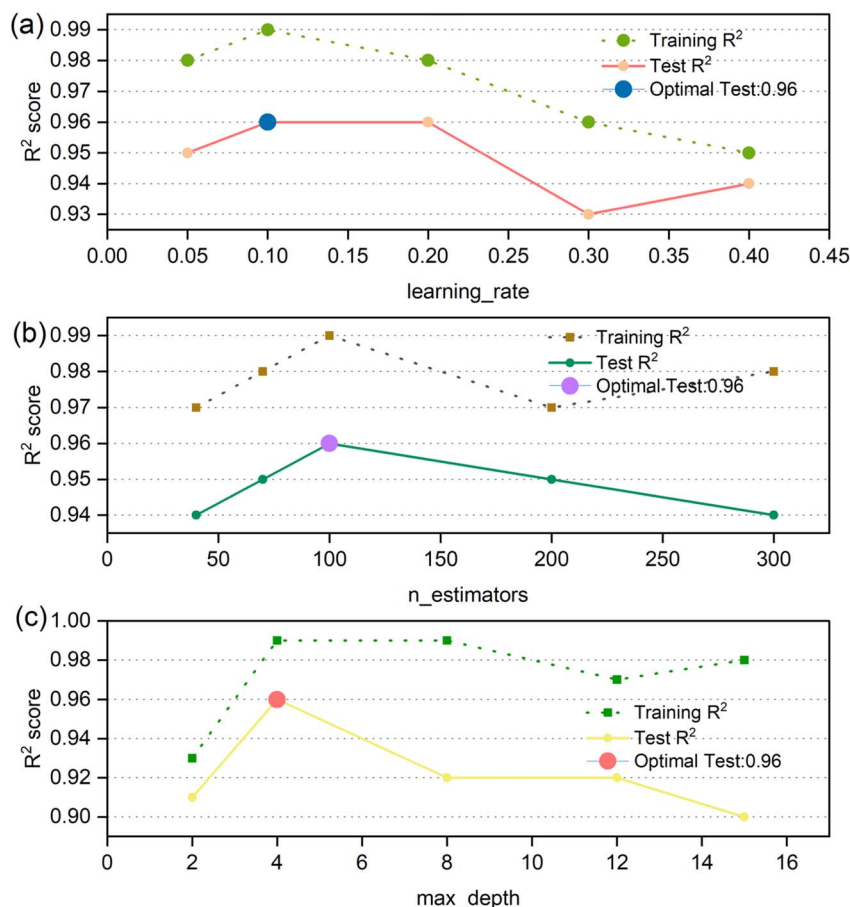 (a)
0.99
0.98
0.97
0.96
0.95
0.94
0.93
R² score
Training R²
Test R²
Optimal Test:0.96
0.00 0.05 0.10 0.15 0.20 0.25 0.30 0.35 0.40 0.45
learning_rate
(b)
0.99
0.98
0.97
0.96
0.95
0.94
R² score
Training R²
Test R²
Optimal Test:0.96
0 50 100 150 200 250 300
n_estimators
(c)
1.00
0.98
0.96
0.94
0.92
0.90
R² score
Training R²
Test R²
Optimal Test:0.96
0 2 4 6 8 10 12 14 16
max_depth